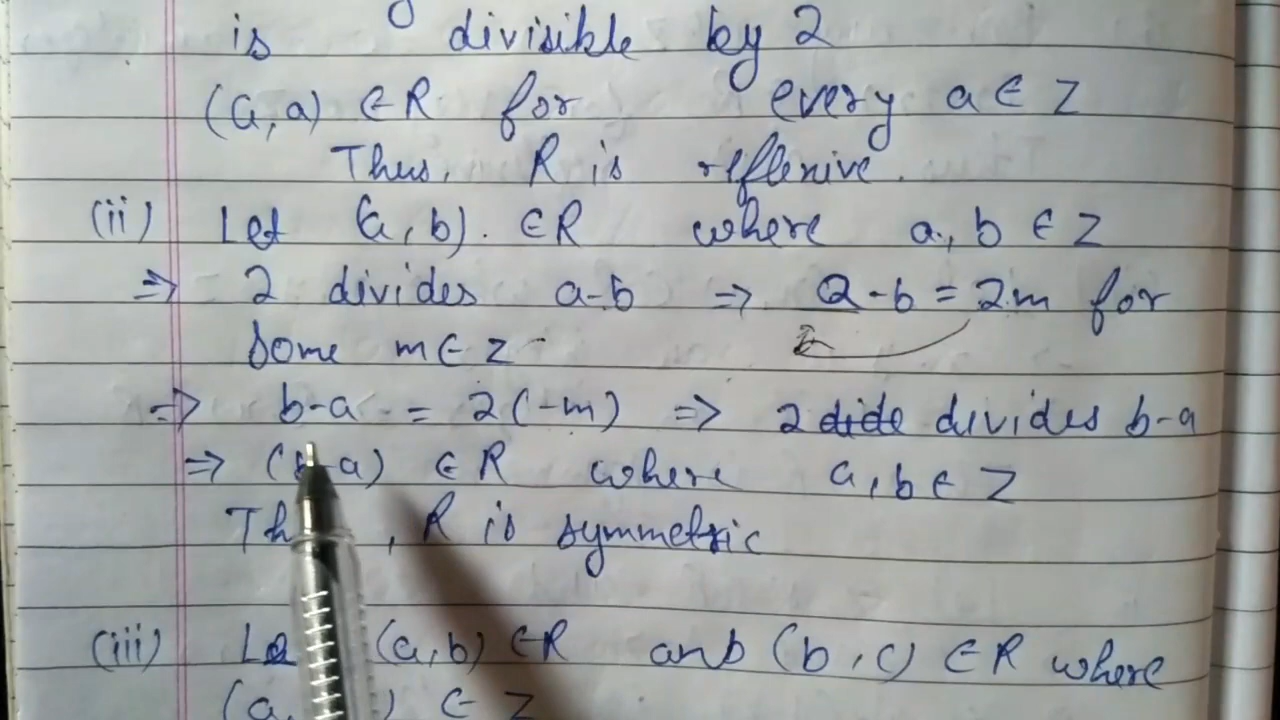 is divisible by 2
(a,a) ∈R for every a ∈ Z
Thus, R is reflexive.
(ii) Let (a,b). ∈R where a,b ∈ Z
⇒ 2 divides a-b ⇒ a-b = 2m for
some m∈ Z
⇒ b-a = 2(-m) ⇒ 2 divides b-a
⇒ ( -a) ∈ R where a,b ∈ Z
, R is symmetric
(iii) (a,b) ∈R and (b,c) ∈R where
(a, ) ∈ Z